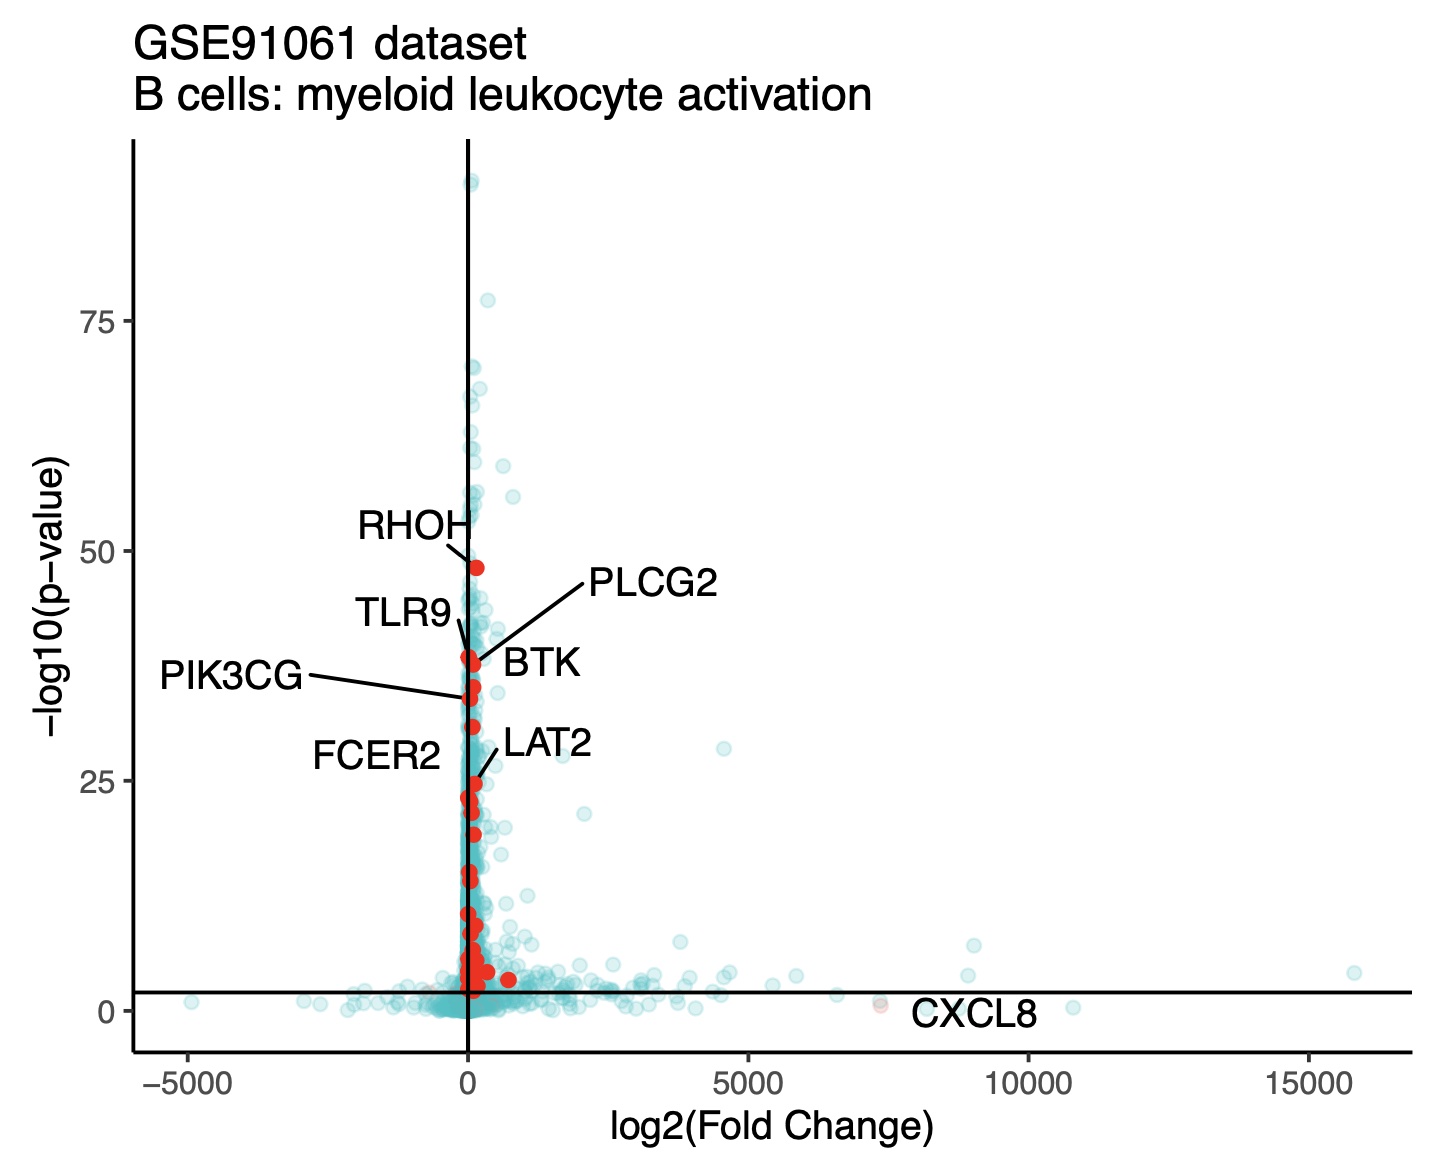 GSE91061 dataset
B cells: myeloid leukocyte activation
−log10(p−value)
75
50
25
0
RHOH
PLCG2
TLR9
BTK
PIK3CG
FCER2
LAT2
CXCL8
−5000
0
5000
10000
15000
log2(Fold Change)